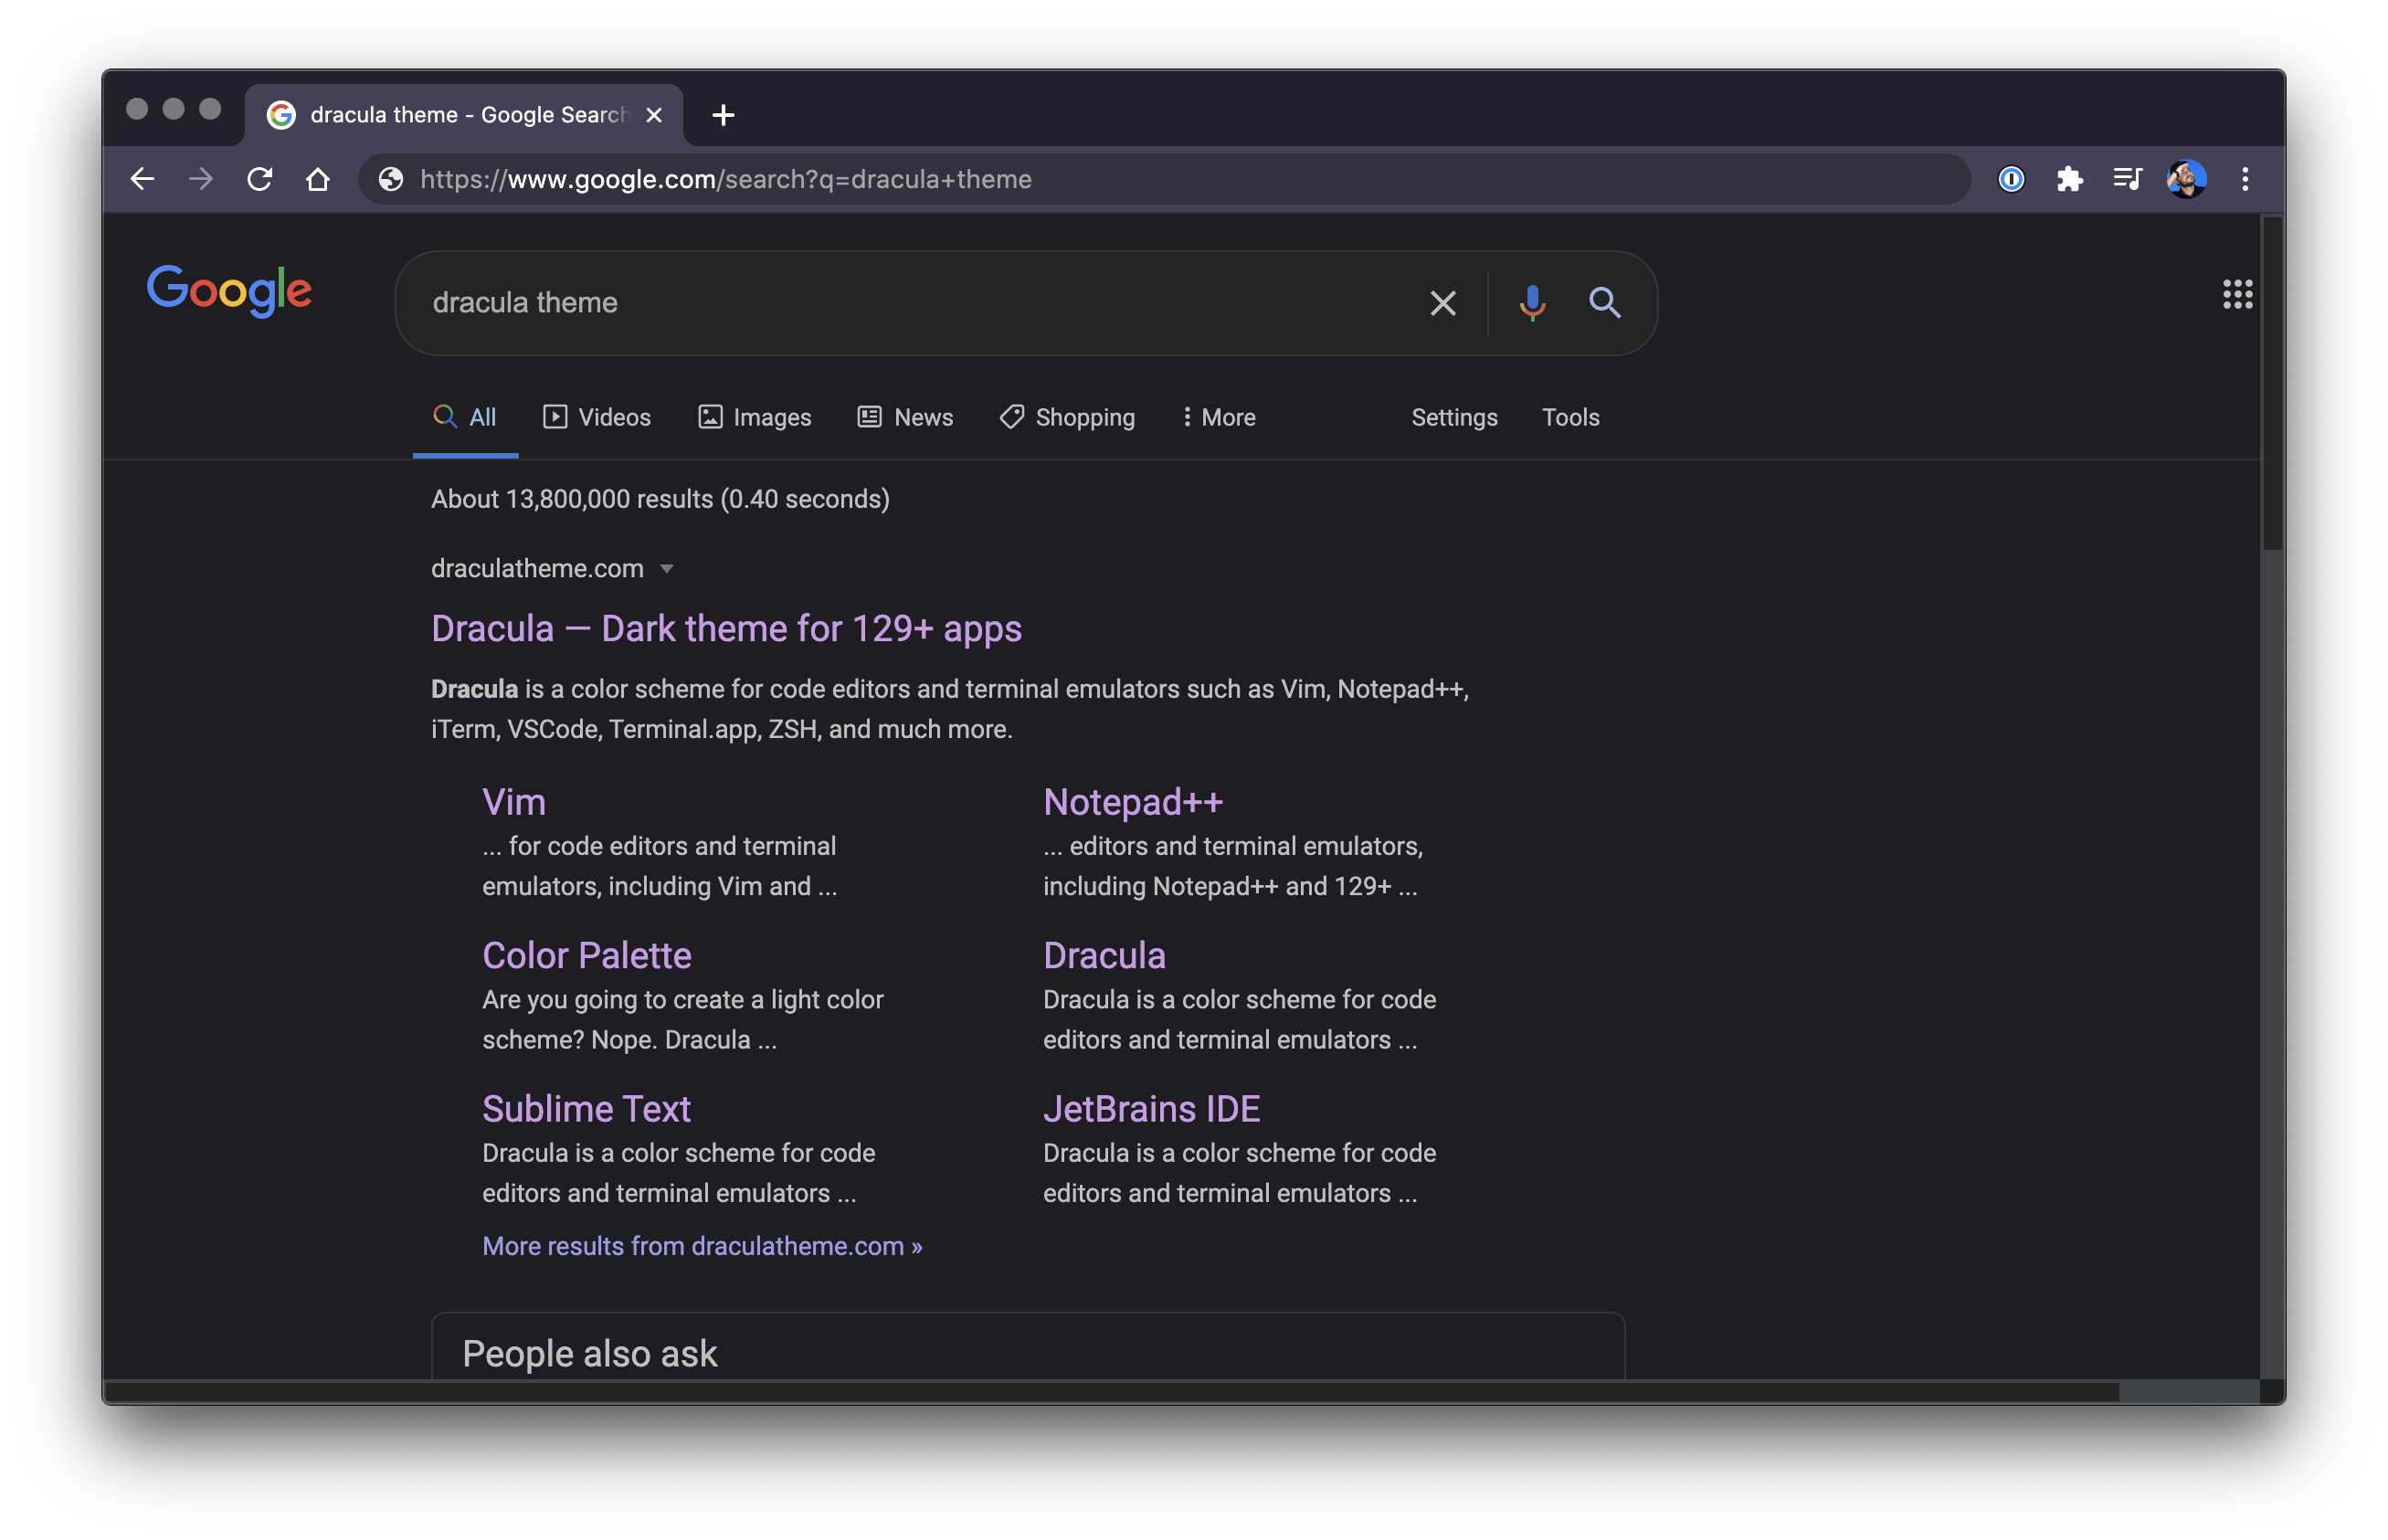 dracula theme - Google Search
https://www.google.com/search?q=dracula+theme
Google
dracula theme
All Videos Images News Shopping More Settings Tools
About 13,800,000 results (0.40 seconds)
draculatheme.com
Dracula — Dark theme for 129+ apps
Dracula is a color scheme for code editors and terminal emulators such as Vim, Notepad++,
iTerm, VSCode, Terminal.app, ZSH, and much more.
Vim
... for code editors and terminal
emulators, including Vim and ...
Notepad++
... editors and terminal emulators,
including Notepad++ and 129+ ...
Color Palette
Are you going to create a light color
scheme? Nope. Dracula ...
Dracula
Dracula is a color scheme for code
editors and terminal emulators ...
Sublime Text
Dracula is a color scheme for code
editors and terminal emulators ...
JetBrains IDE
Dracula is a color scheme for code
editors and terminal emulators ...
More results from draculatheme.com »
People also ask